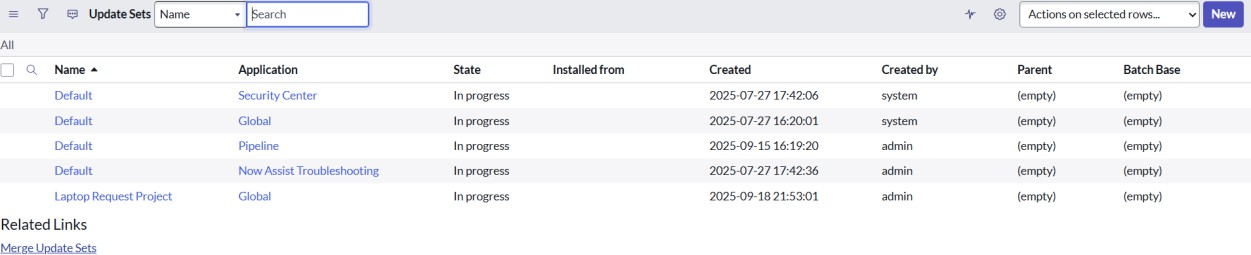 Update Sets Name Search Actions on selected rows... New
All
Name Application State Installed from Created Created by Parent Batch Base
Default Security Center In progress 2025-07-27 17:42:06 system (empty) (empty)
Default Global In progress 2025-07-27 16:20:01 system (empty) (empty)
Default Pipeline In progress 2025-09-15 16:19:20 admin (empty) (empty)
Default Now Assist Troubleshooting In progress 2025-07-27 17:42:36 admin (empty) (empty)
Laptop Request Project Global In progress 2025-09-18 21:53:01 admin (empty) (empty)
Related Links
Merge Update Sets